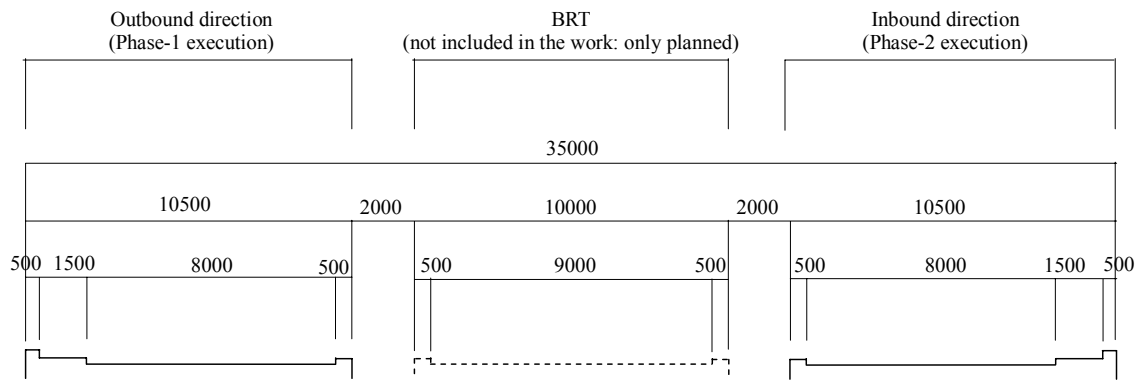 Outbound direction
(Phase-1 execution)
BRT
(not included in the work: only planned)
Inbound direction
(Phase-2 execution)
35000
10500 2000 10000 2000 10500
500 1500 8000 500 500 9000 500 500 8000 1500 500